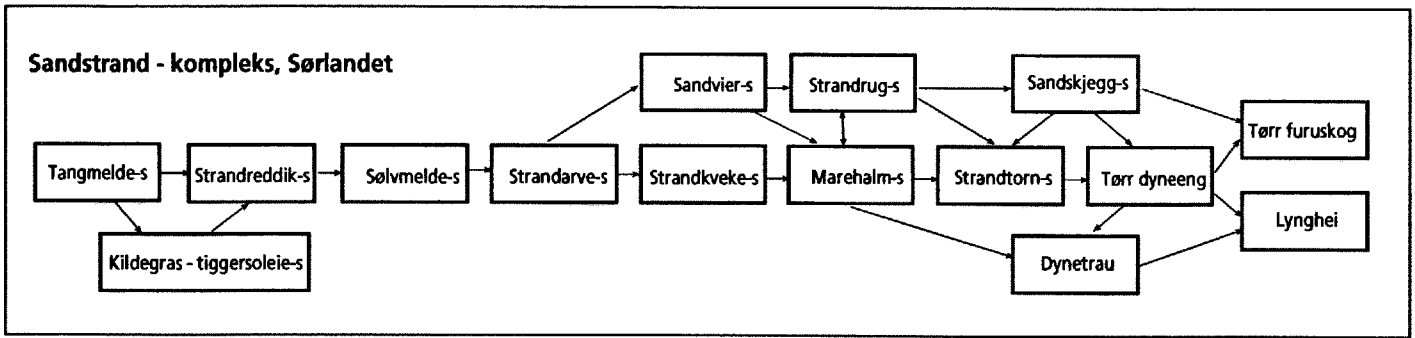 Sandstrand - kompleks, Sørlandet
Sandvier-s
Strandrug-s
Sandskjegg-s
Tørr furuskog
Tangmelde-s
Strandreddik-s
Sølvmelde-s
Strandarve-s
Strandkveke-s
Marehalm-s
Strandtorn-s
Tørr dyneeng
Lynghei
Kildegras - tiggersoleie-s
Dynetrau